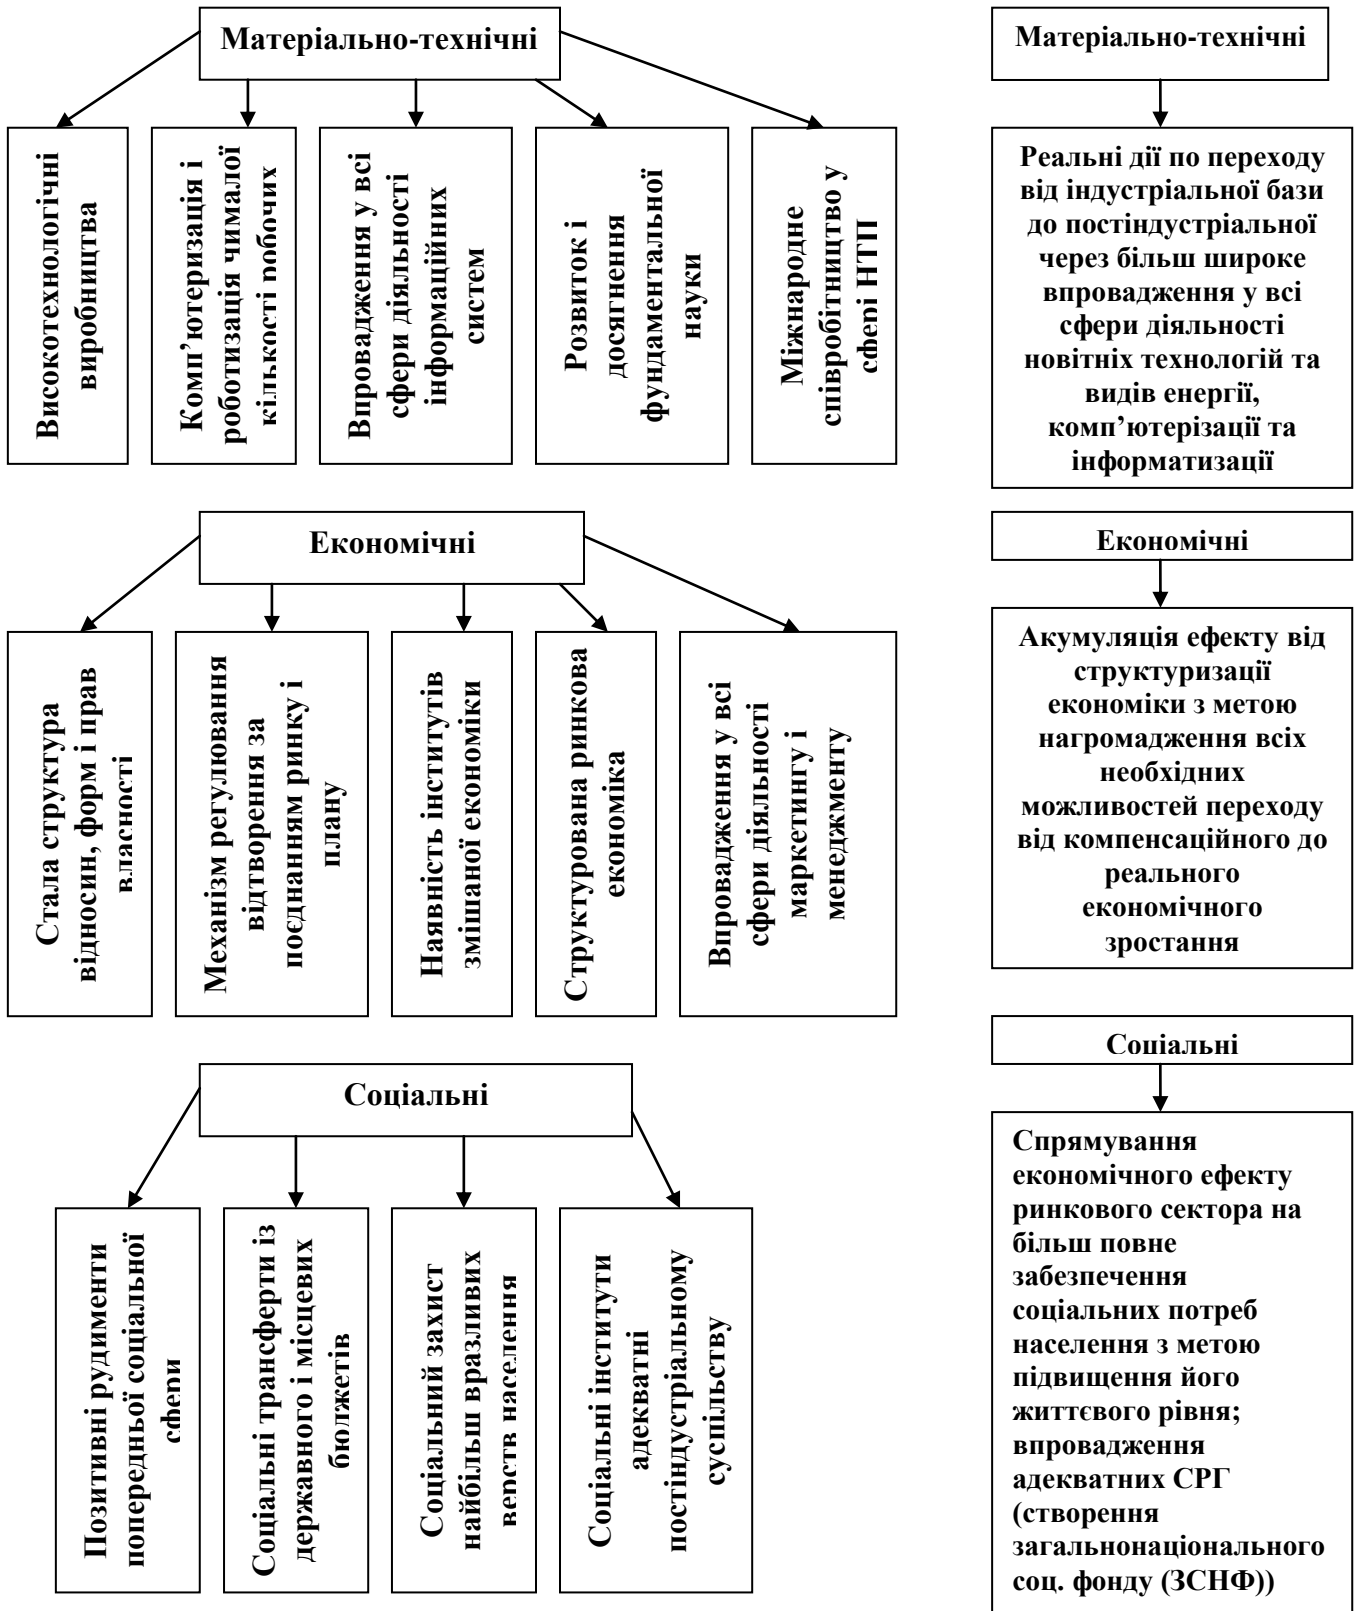 Матеріально-технічні
Високотехнологічні
виробництва
Комп’ютеризація і
роботизація чималої
кількості робочих
Впровадження у всі
сфери діяльності
інформаційних
систем
Розвиток і
досягнення
фундаментальної
науки
Міжнародне
співробітництво у
сфері НТП
Матеріально-технічні
Реальні дії по переходу
від індустріальної бази
до постіндустріальної
через більш широке
впровадження у всі
сфери діяльності
новітніх технологій та
видів енергії,
комп’ютерізації та
інформатизації
Економічні
Стала структура
відносин, форм і прав
власності
Механізм регулювання
відтворення за
поєднанням ринку і
плану
Наявність інститутів
змішаної економіки
Структурована ринкова
економіка
Впровадження у всі
сфери діяльності
маркетингу і
менеджменту
Економічні
Акумуляція ефекту від
структуризації
економіки з метою
нагромадження всіх
необхідних
можливостей переходу
від компенсаційного до
реального
економічного
зростання
Соціальні
Позитивні рудименти
попередньої соціальної
сфери
Соціальні трансферти із
державного і місцевих
бюджетів
Соціальний захист
найбільш вразливих
верств населення
Соціальні інститути
адекватні
постіндустріальному
суспільству
Соціальні
Спрямування
економічного ефекту
ринкового сектора на
більш повне
забезпечення
соціальних потреб
населення з метою
підвищення його
життєвого рівня;
впровадження
адекватних СРГ
(створення
загальнонаціонального
соц. фонду (ЗСНФ))